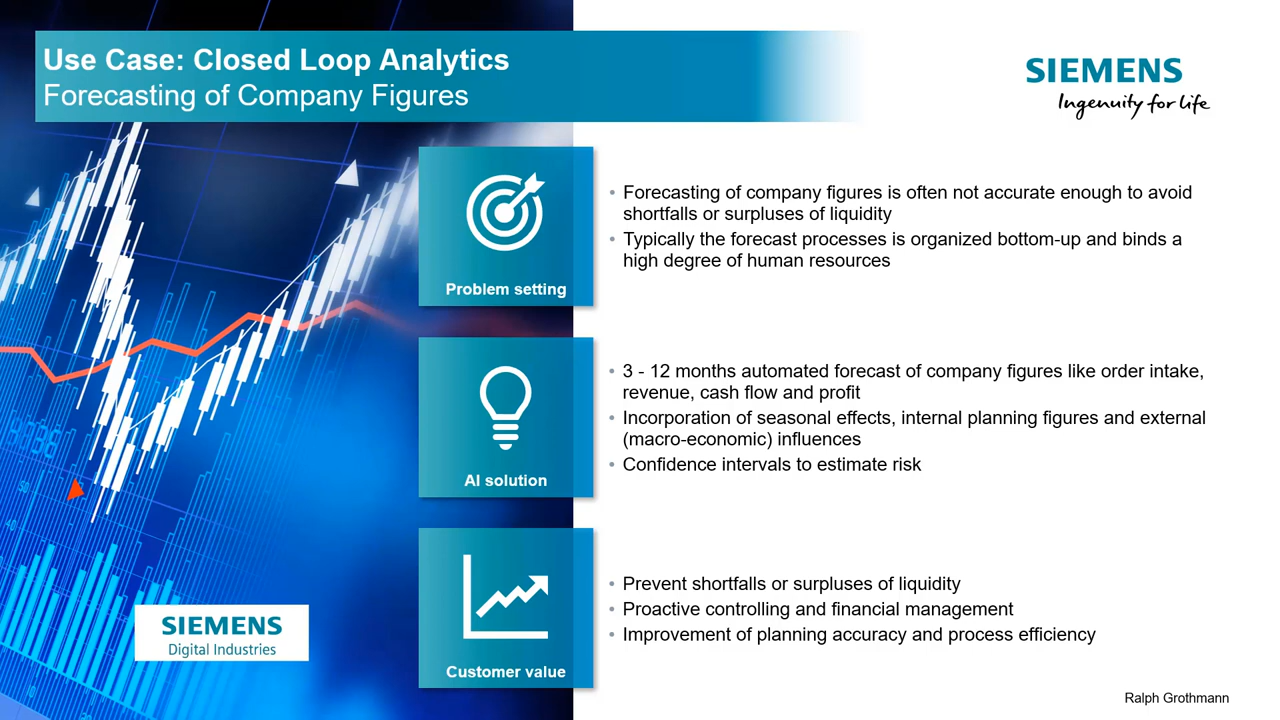 Use Case: Closed Loop Analytics
Forecasting of Company Figures
SIEMENS
Ingenuity for life
Problem setting
• Forecasting of company figures is often not accurate enough to avoid
shortfalls or surpluses of liquidity
• Typically the forecast processes is organized bottom-up and binds a
high degree of human resources
AI solution
• 3 - 12 months automated forecast of company figures like order intake,
revenue, cash flow and profit
• Incorporation of seasonal effects, internal planning figures and external
(macro-economic) influences
• Confidence intervals to estimate risk
Customer value
• Prevent shortfalls or surpluses of liquidity
• Proactive controlling and financial management
• Improvement of planning accuracy and process efficiency
SIEMENS
Digital Industries
Ralph Grothmann